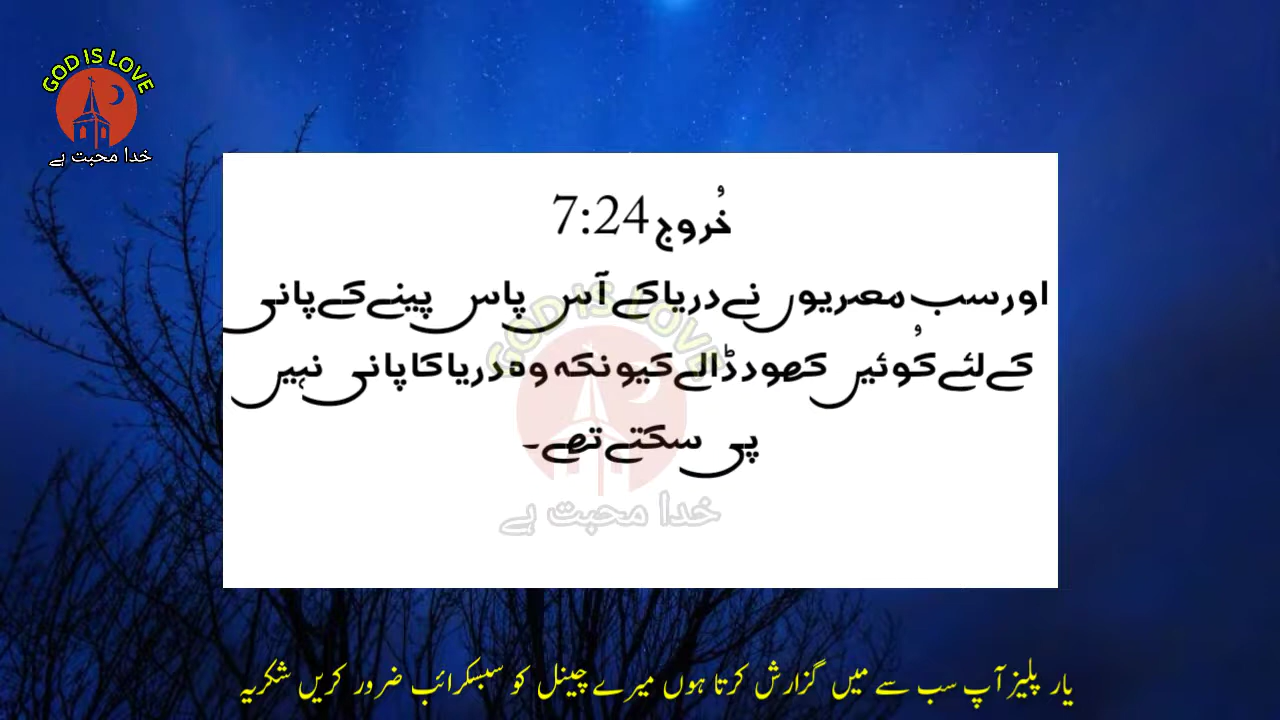 GOD IS LOVE
خدا محبت ہے
خُروج 7:24
اور سب مصریوں نے دریا کے آس پاس پینے کے پانی
کے لئے کُوئیں کھود ڈالے کیونکہ وہ دریا کا پانی نہیں
پی سکتے تھے۔
GOD IS LOVE
خدا محبت ہے
یار پلیز آپ سب سے میں گزارش کرتا ہوں میرے چینل کو سبسکرائب ضرور کریں شکریہ